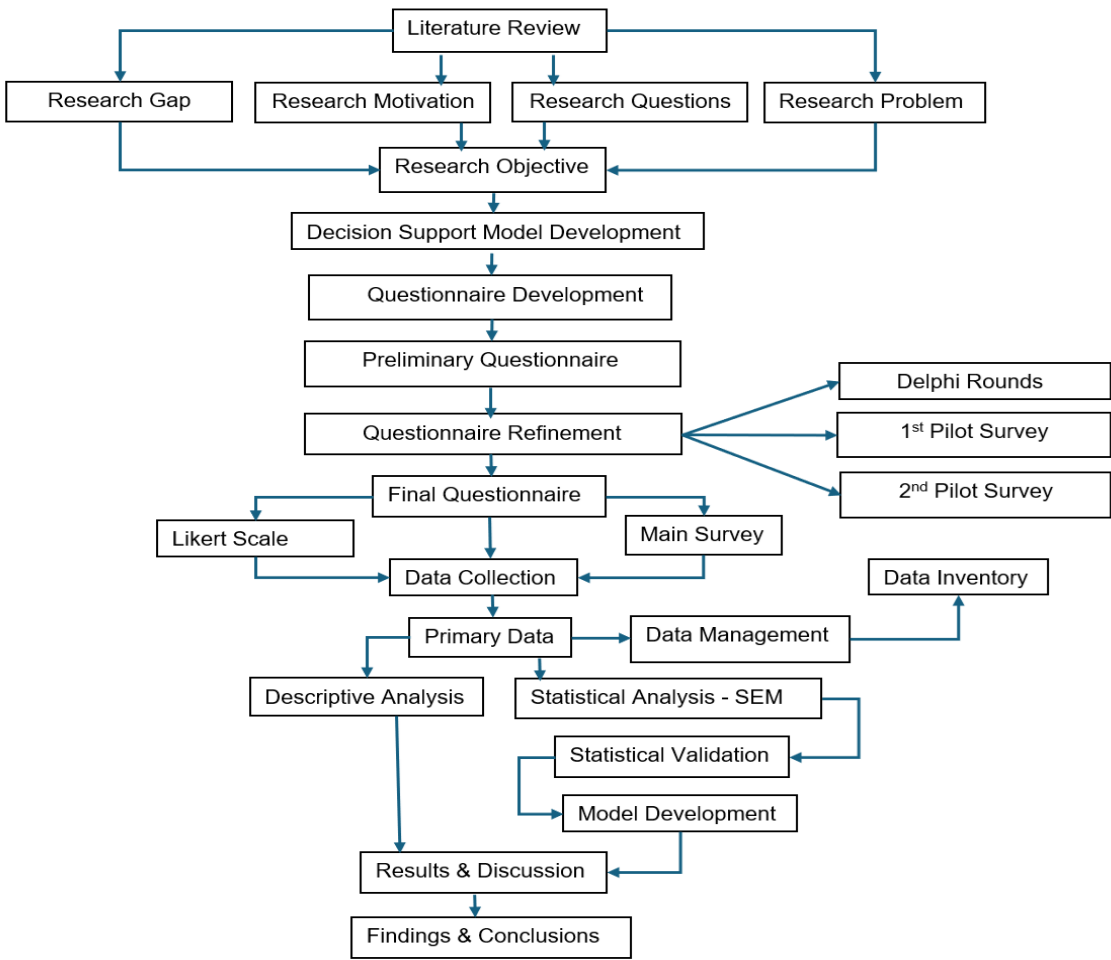 Literature Review
Research Gap
Research Motivation
Research Questions
Research Problem
Research Objective
Decision Support Model Development
Questionnaire Development
Preliminary Questionnaire
Questionnaire Refinement
Delphi Rounds
1st Pilot Survey
2nd Pilot Survey
Final Questionnaire
Likert Scale
Main Survey
Data Collection
Data Inventory
Primary Data
Data Management
Descriptive Analysis
Statistical Analysis - SEM
Statistical Validation
Model Development
Results & Discussion
Findings & Conclusions